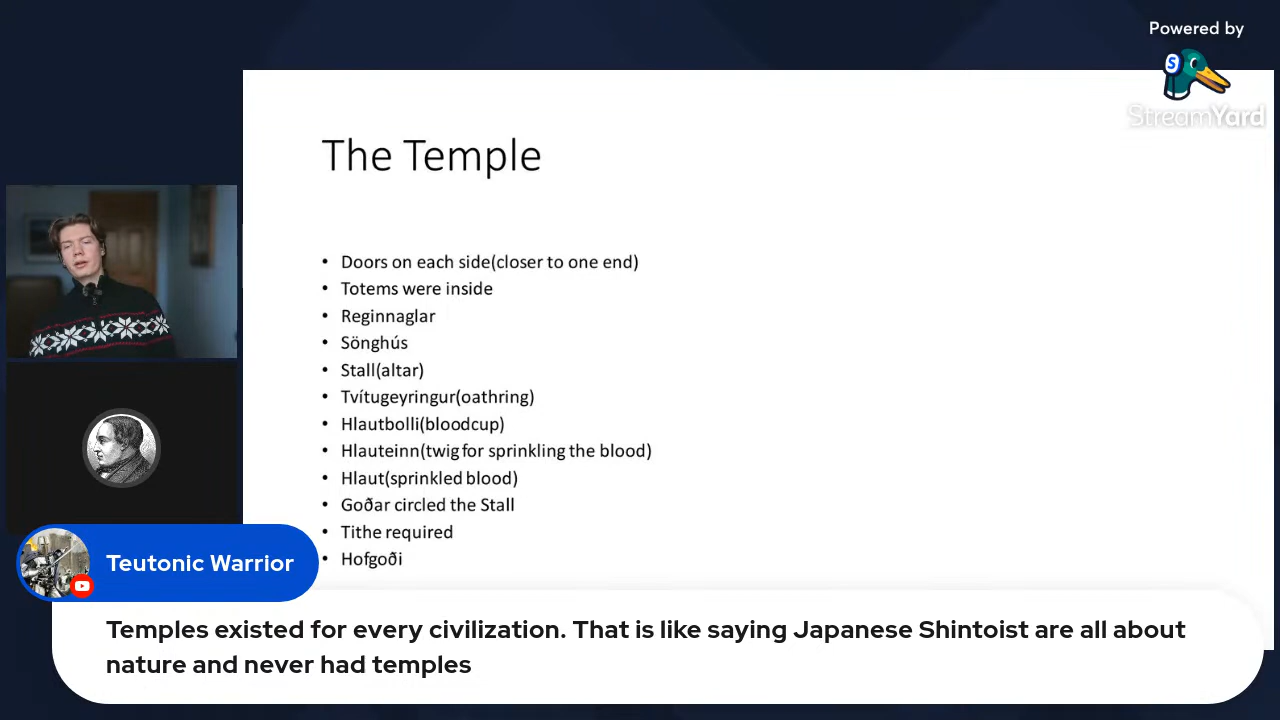 Powered by
S
StreamYard
The Temple
• Doors on each side(closer to one end)
• Totems were inside
• Reginnaglar
• Sönghús
• Stall(altar)
• Tvítugeyringur(oathring)
• Hlautbolli(bloodcup)
• Hlauteinn(twig for sprinkling the blood)
• Hlaut(sprinkled blood)
• Goðar circled the Stall
• Tithe required
• Hofgoði
Teutonic Warrior
Temples existed for every civilization. That is like saying Japanese Shintoist are all about
nature and never had temples